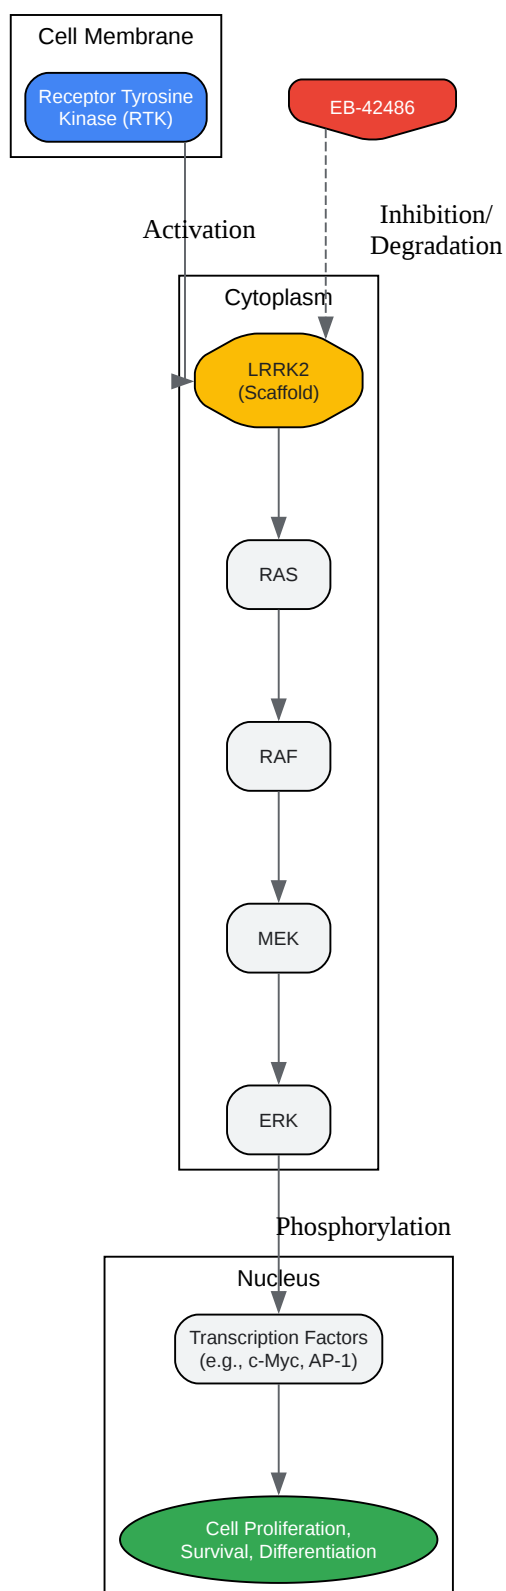 Cell Membrane
Receptor Tyrosine
Kinase (RTK)
EB-42486
Activation
Inhibition/
Degradation
Cytoplasm
LRRK2
(Scaffold)
RAS
RAF
MEK
ERK
Phosphorylation
Nucleus
Transcription Factors
(e.g., c-Myc, AP-1)
Cell Proliferation,
Survival, Differentiation